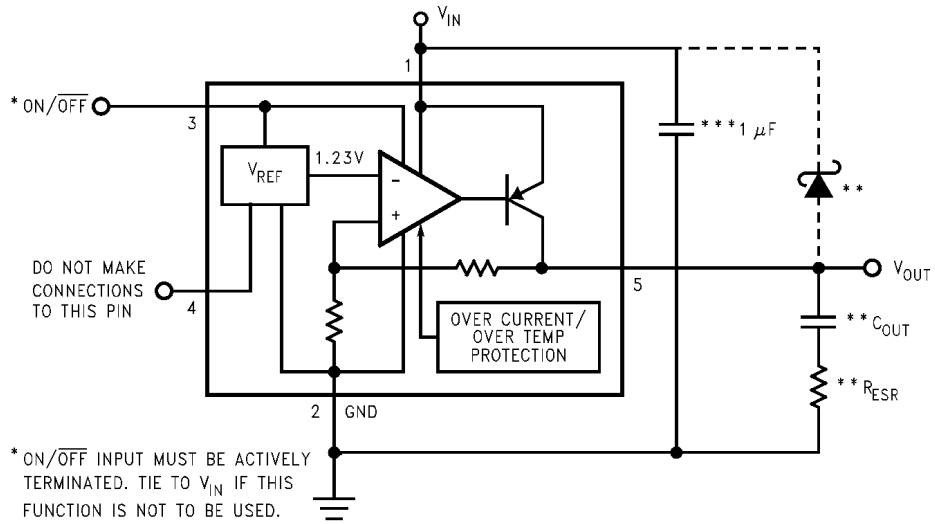 V_IN
1
*ON/O̅F̅F̅
3
***1 μF
V_REF
1.23V
−
+
**
DO NOT MAKE
CONNECTIONS
TO THIS PIN
4
5
V_OUT
OVER CURRENT/
OVER TEMP
PROTECTION
**C_OUT
**R_ESR
2 GND
*ON/O̅F̅F̅ INPUT MUST BE ACTIVELY
TERMINATED. TIE TO V_IN IF THIS
FUNCTION IS NOT TO BE USED.